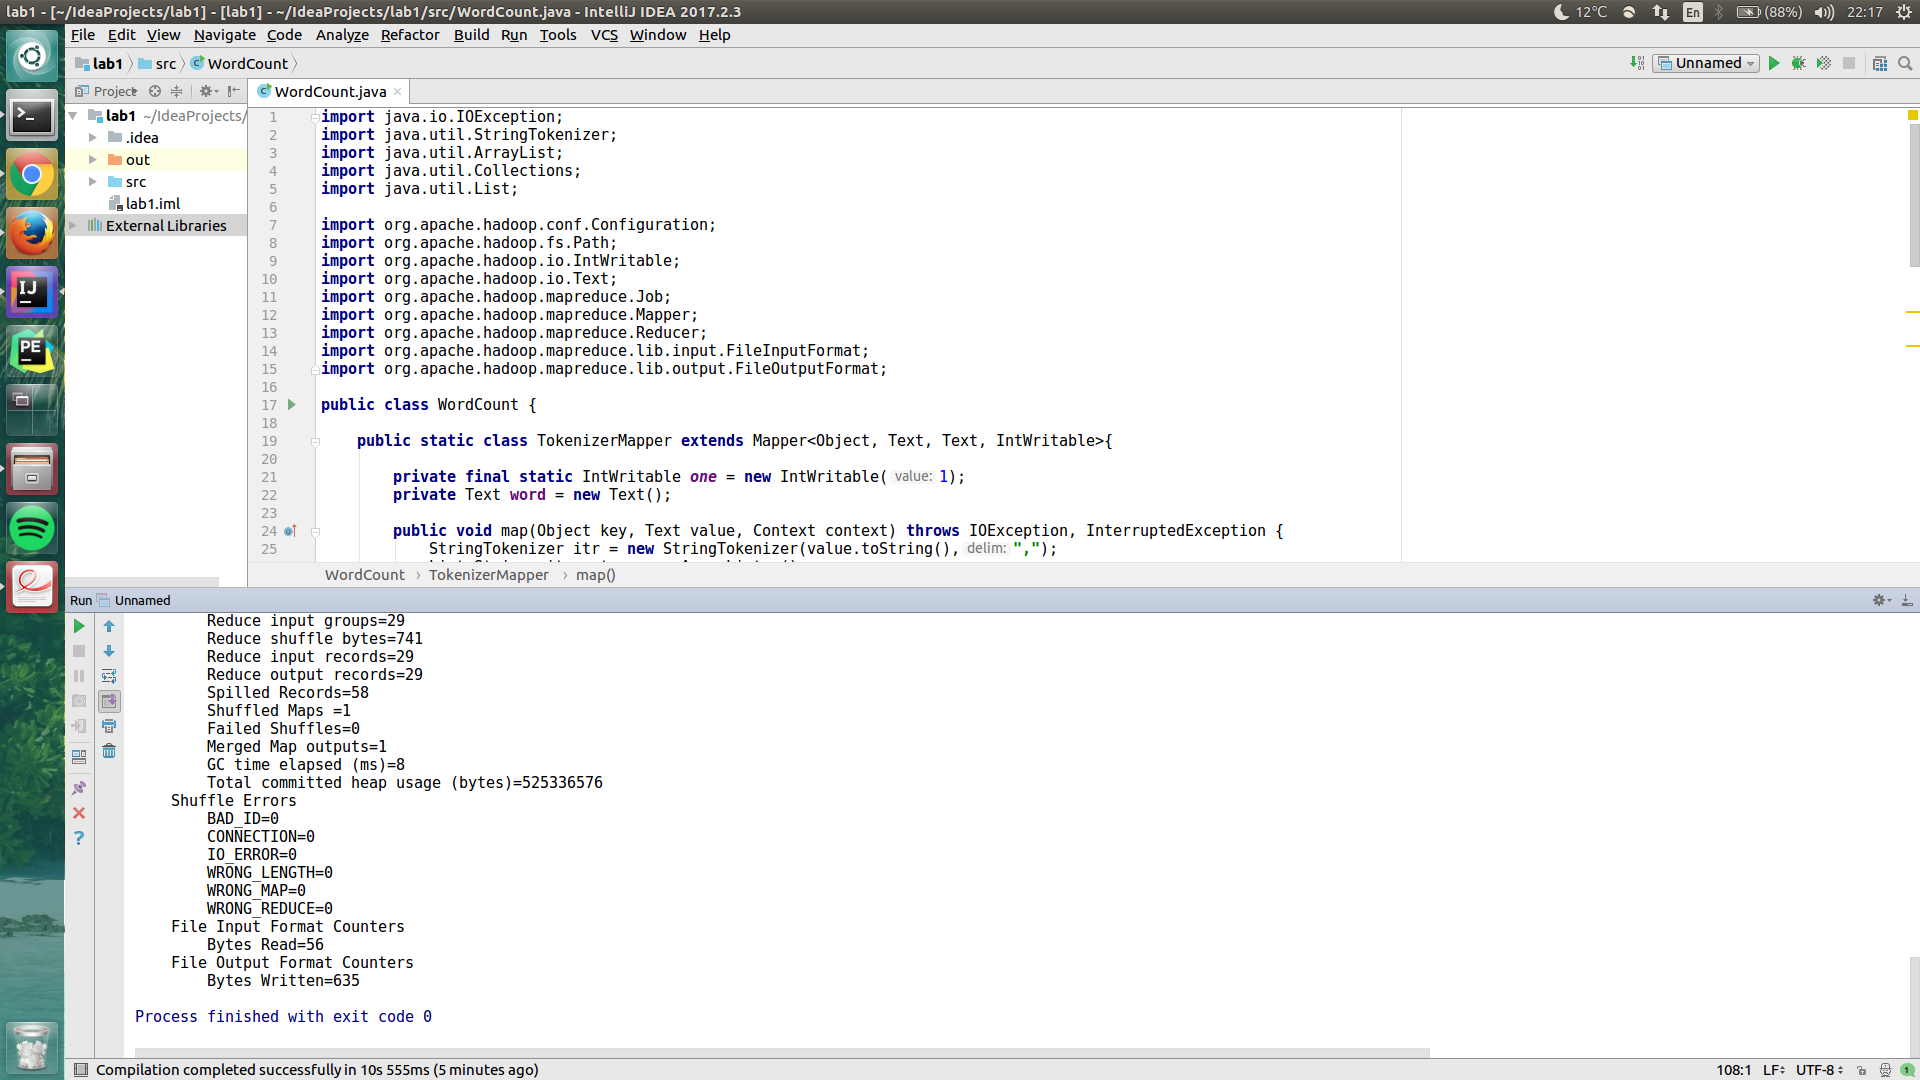 lab1 - [~/IdeaProjects/lab1] - [lab1] - ~/IdeaProjects/lab1/src/WordCount.java - IntelliJ IDEA 2017.2.3
12°C En (88%) 22:17
File Edit View Navigate Code Analyze Refactor Build Run Tools VCS Window Help
lab1 src WordCount
Unnamed
Project
WordCount.java
lab1 ~/IdeaProjects/
.idea
out
src
lab1.iml
External Libraries
1 import java.io.IOException;
2 import java.util.StringTokenizer;
3 import java.util.ArrayList;
4 import java.util.Collections;
5 import java.util.List;
6
7 import org.apache.hadoop.conf.Configuration;
8 import org.apache.hadoop.fs.Path;
9 import org.apache.hadoop.io.IntWritable;
10 import org.apache.hadoop.io.Text;
11 import org.apache.hadoop.mapreduce.Job;
12 import org.apache.hadoop.mapreduce.Mapper;
13 import org.apache.hadoop.mapreduce.Reducer;
14 import org.apache.hadoop.mapreduce.lib.input.FileInputFormat;
15 import org.apache.hadoop.mapreduce.lib.output.FileOutputFormat;
16
17 public class WordCount {
18
19 public static class TokenizerMapper extends Mapper<Object, Text, Text, IntWritable>{
20
21 private final static IntWritable one = new IntWritable( value: 1);
22 private Text word = new Text();
23
24 public void map(Object key, Text value, Context context) throws IOException, InterruptedException {
25 StringTokenizer itr = new StringTokenizer(value.toString(), delim: ",");
WordCount › TokenizerMapper › map()
Run Unnamed
Reduce input groups=29
Reduce shuffle bytes=741
Reduce input records=29
Reduce output records=29
Spilled Records=58
Shuffled Maps =1
Failed Shuffles=0
Merged Map outputs=1
GC time elapsed (ms)=8
Total committed heap usage (bytes)=525336576
Shuffle Errors
BAD_ID=0
CONNECTION=0
IO_ERROR=0
WRONG_LENGTH=0
WRONG_MAP=0
WRONG_REDUCE=0
File Input Format Counters
Bytes Read=56
File Output Format Counters
Bytes Written=635
Process finished with exit code 0
Compilation completed successfully in 10s 555ms (5 minutes ago)
108:1 LF UTF-8 1
IJ
PE